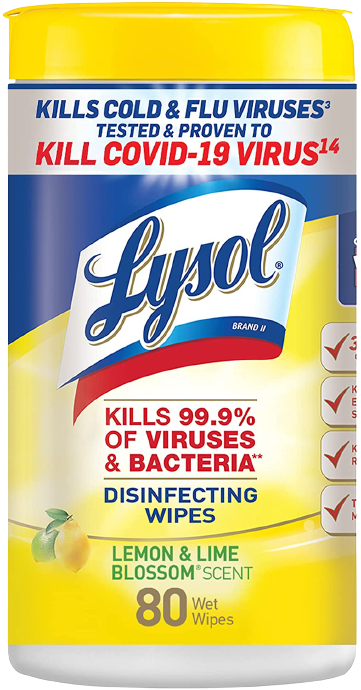 KILLS COLD & FLU VIRUSES³
TESTED & PROVEN TO
KILL COVID-19 VIRUS¹⁴
Lysol®
BRAND II
KILLS 99.9%
OF VIRUSES
& BACTERIA**
DISINFECTING
WIPES
LEMON & LIME
BLOSSOM® SCENT
80 Wet
Wipes